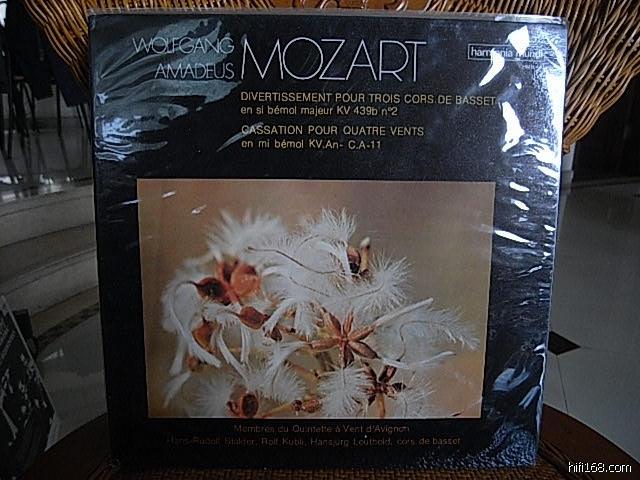 WOLFGANG
AMADEUS
MOZART
harmonia mundi
DIVERTISSEMENT POUR TROIS CORS DE BASSET
en si bémol majeur KV 439b n°2
CASSATION POUR QUATRE VENTS
en mi bémol KV.An- C.A-11
Membres du Quintette à Vent d'Avignon
Hans-Rudolf Stalder, Rolf Kubli, Hansjürg Leuthold, cors de basset
hifi168.com